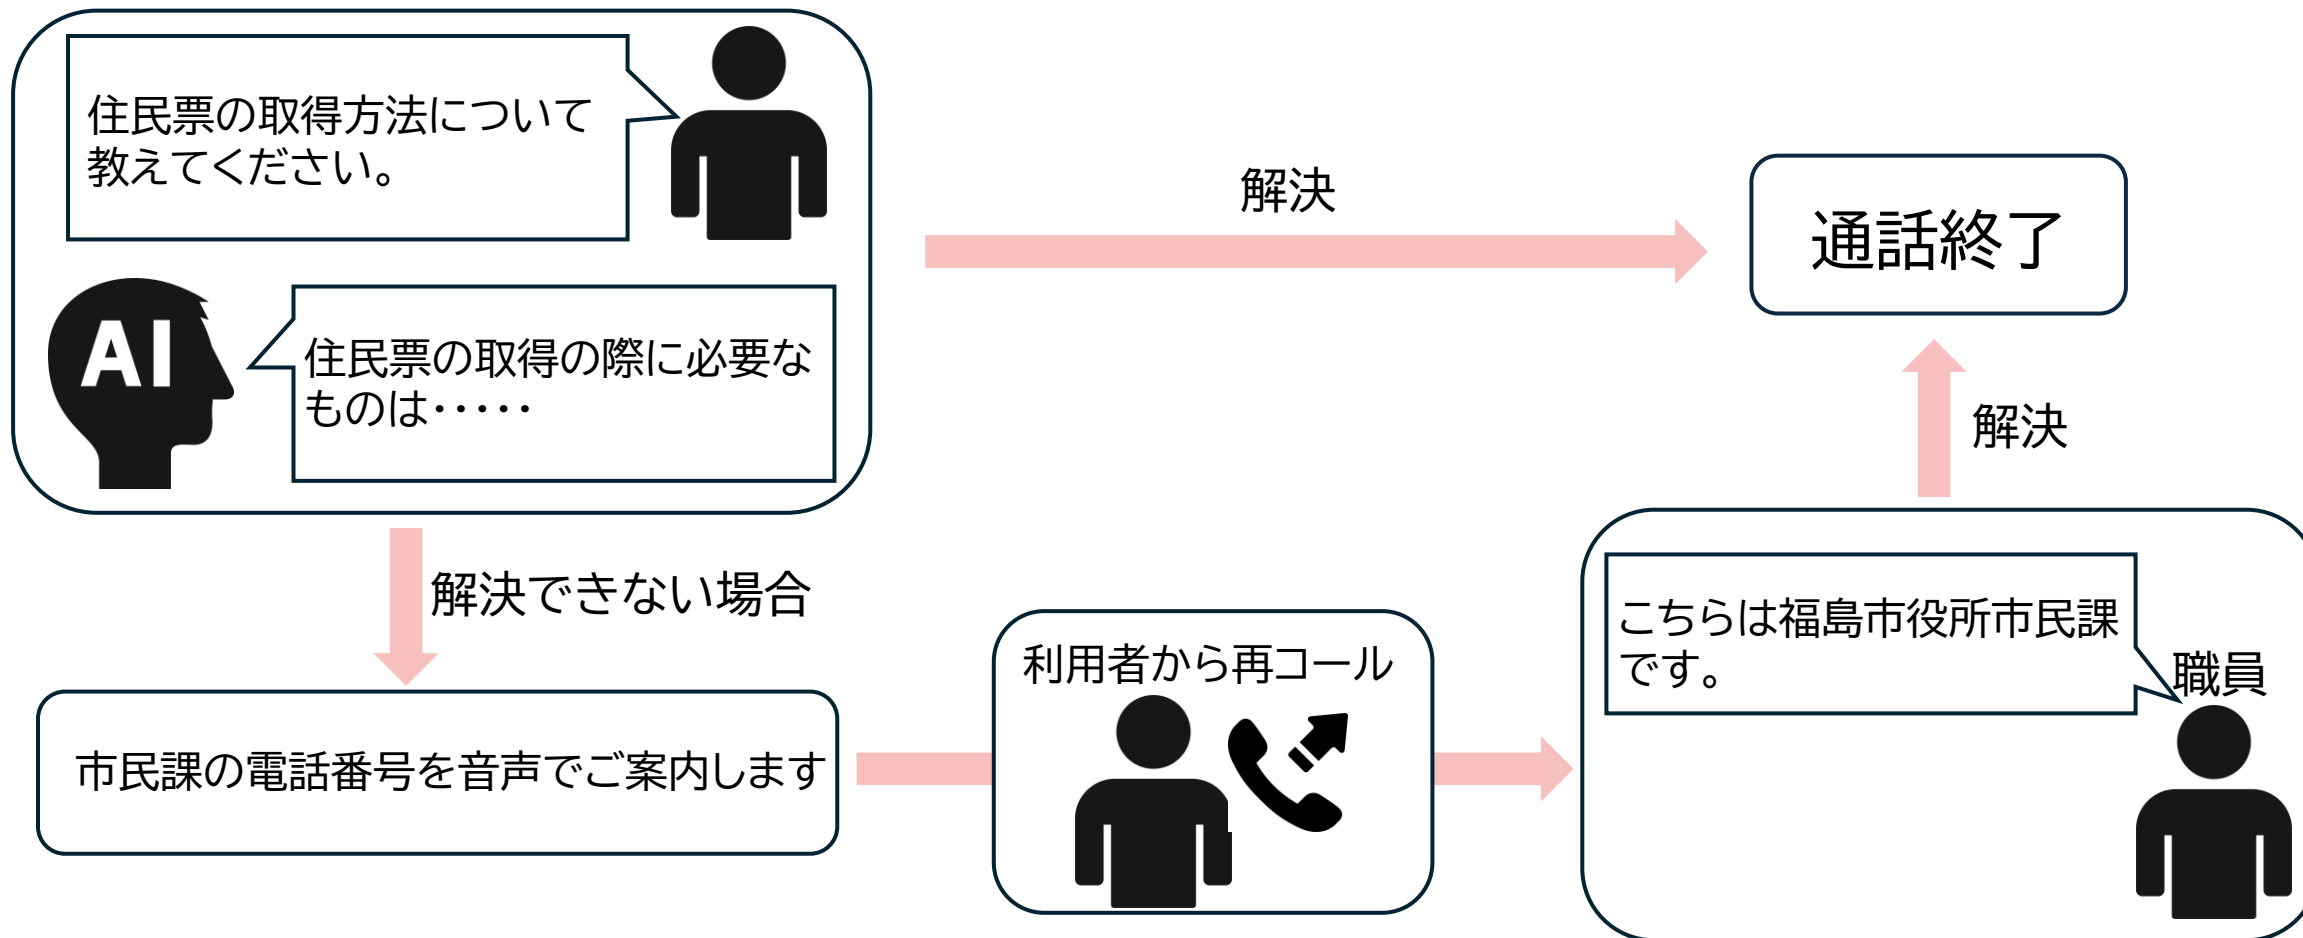 住民票の取得方法について
教えてください。
AI
住民票の取得の際に必要な
ものは・・・・・
解決
通話終了
解決
解決できない場合
市民課の電話番号を音声でご案内します
利用者から再コール
こちらは福島市役所市民課
です。
職員